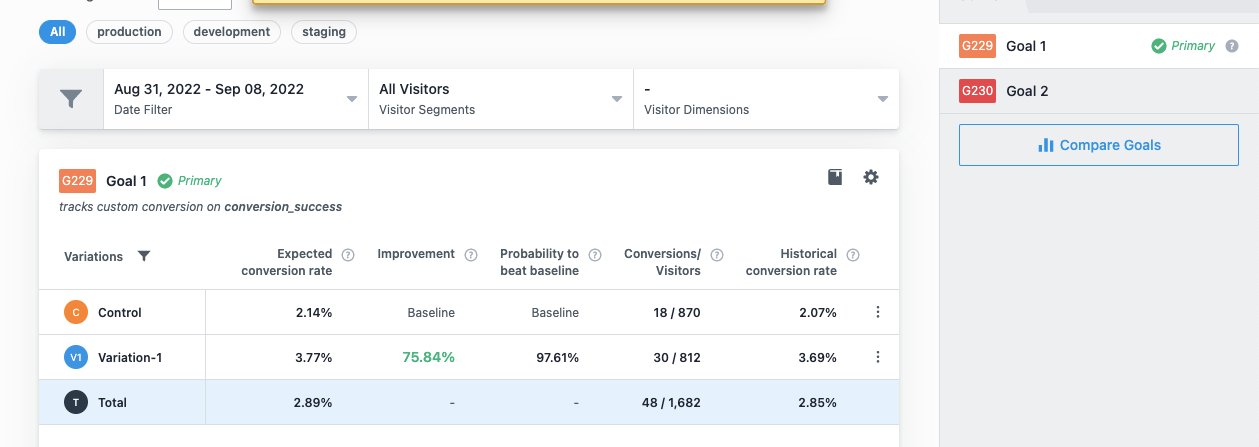 All production development staging
Aug 31, 2022 - Sep 08, 2022 All Visitors -
Date Filter Visitor Segments Visitor Dimensions
G229 Goal 1 Primary
tracks custom conversion on conversion_success
Variations Expected conversion rate ? Improvement ? Probability to beat baseline ? Conversions/ Visitors ? Historical conversion rate ?
C Control 2.14% Baseline Baseline 18 / 870 2.07%
V1 Variation-1 3.77% 75.84% 97.61% 30 / 812 3.69%
T Total 2.89% - - 48 / 1,682 2.85%
G229 Goal 1 Primary ?
G230 Goal 2
Compare Goals